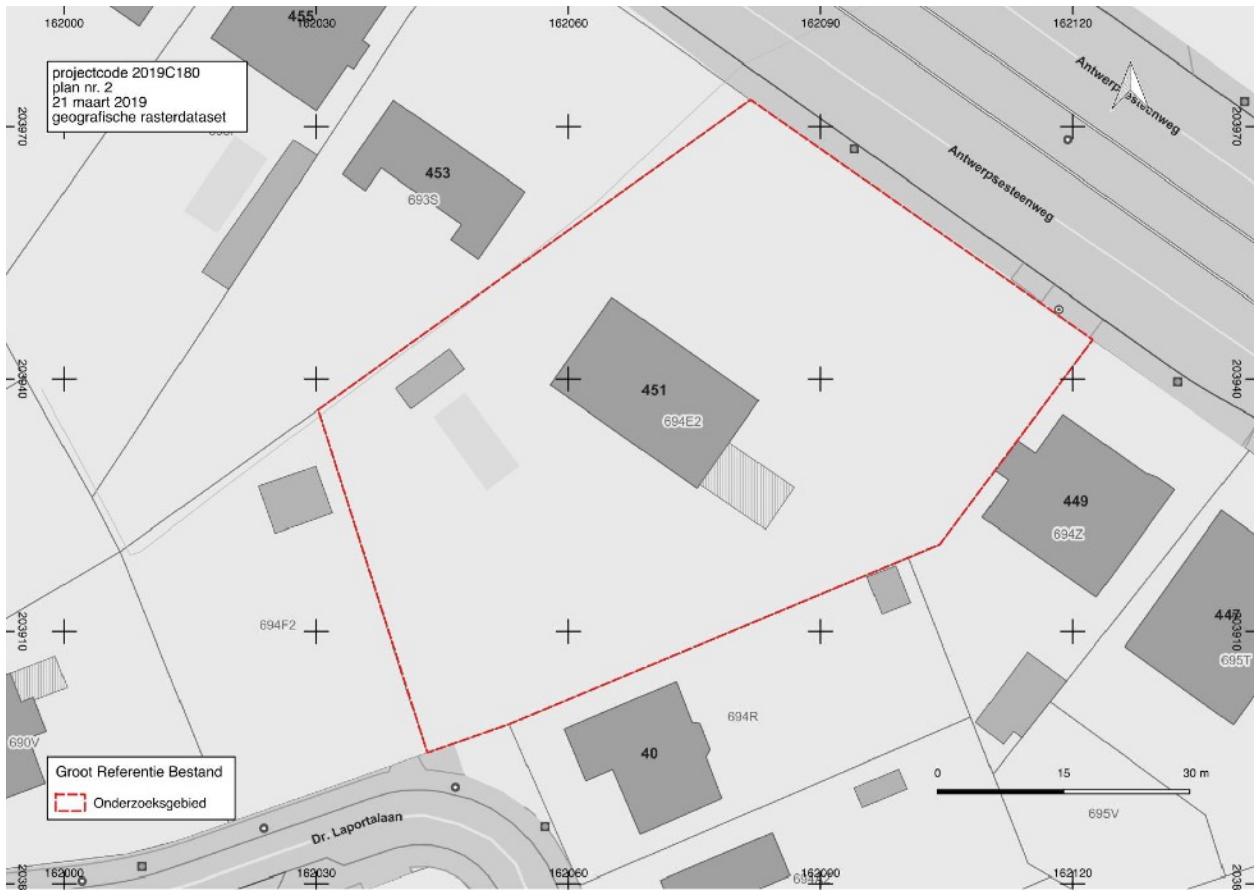 162000
162030
162060
162090
162120
455
projectcode 2019C180
plan nr. 2
21 maart 2019
geografische rasterdataset
Antwerpsesteenweg
Antwerpsesteenweg
203970
203970
453
693S
203940
203940
451
694E2
449
694Z
447
203910
203910
695T
694F2
694R
690V
40
Groot Referentie Bestand
Onderzoeksgebied
0 15 30 m
695V
Dr. Laportalaan
162000
162030
162060
162090
162120